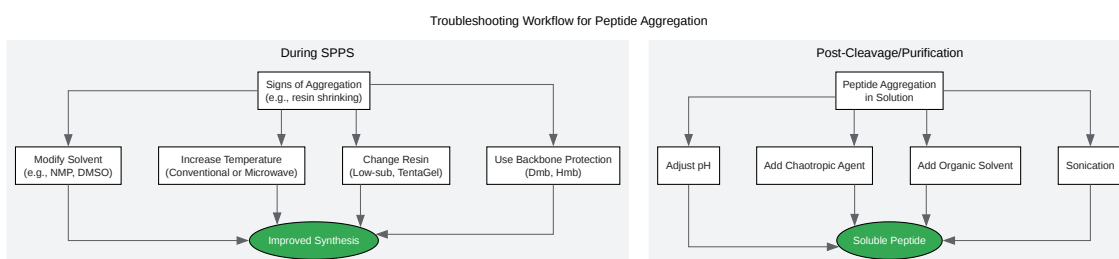 Troubleshooting Workflow for Peptide Aggregation
During SPPS
Signs of Aggregation
(e.g., resin shrinking)
Modify Solvent
(e.g., NMP, DMSO)
Increase Temperature
(Conventional or Microwave)
Change Resin
(Low-sub, TentaGel)
Use Backbone Protection
(Dmb, Hmb)
Improved Synthesis
Post-Cleavage/Purification
Peptide Aggregation
in Solution
Adjust pH
Add Chaotropic Agent
Add Organic Solvent
Sonication
Soluble Peptide